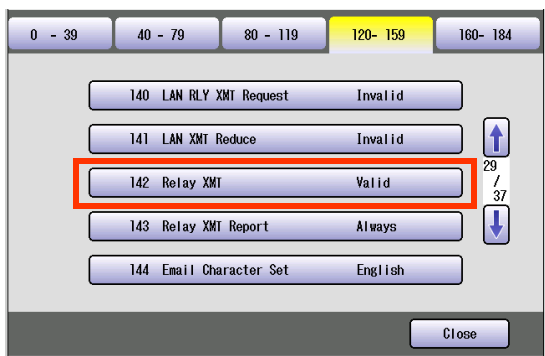 0 - 39 40 - 79 80 - 119 120- 159 160- 184
140 LAN RLY XMT Request Invalid
141 LAN XMT Reduce Invalid
142 Relay XMT Valid
29
/
37
143 Relay XMT Report Always
144 Email Character Set English
Close